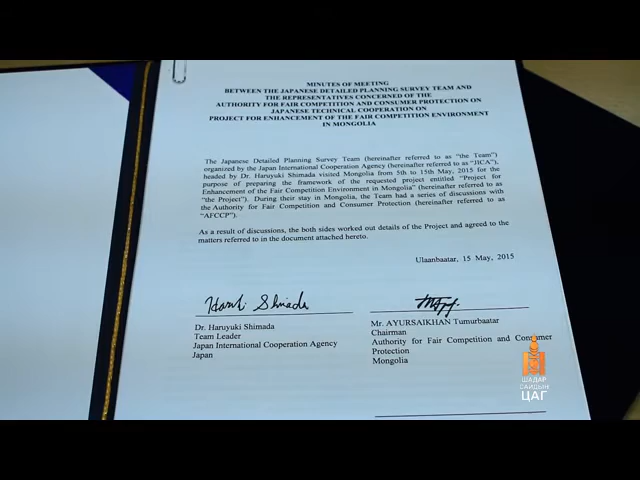 MINUTES OF MEETING
BETWEEN THE JAPANESE DETAILED PLANNING SURVEY TEAM AND
THE REPRESENTATIVES CONCERNED OF THE
AUTHORITY FOR FAIR COMPETITION AND CONSUMER PROTECTION ON
JAPANESE TECHNICAL COOPERATION ON
PROJECT FOR ENHANCEMENT OF THE FAIR COMPETITION ENVIRONMENT
IN MONGOLIA
The Japanese Detailed Planning Survey Team (hereinafter referred to as "the Team")
organized by the Japan International Cooperation Agency (hereinafter referred to as "JICA"),
headed by Dr. Haruyuki Shimada visited Mongolia from 5th to 15th May, 2015 for the
purpose of preparing the framework of the requested project entitled "Project for
Enhancement of the Fair Competition Environment in Mongolia" (hereinafter referred to as
"the Project"). During their stay in Mongolia, the Team had a series of discussions with
the Authority for Fair Competition and Consumer Protection (hereinafter referred to as
"AFCCP").
As a result of discussions, the both sides worked out details of the Project and agreed to the
matters referred to in the document attached hereto.
Ulaanbaatar, 15 May, 2015
Dr. Haruyuki Shimada
Team Leader
Japan International Cooperation Agency
Japan
Mr. AYURSAIKHAN Tumurbaatar
Chairman
Authority for Fair Competition and Consumer
Protection
Mongolia
ШАДАР
САЙДЫН
ЦАГ